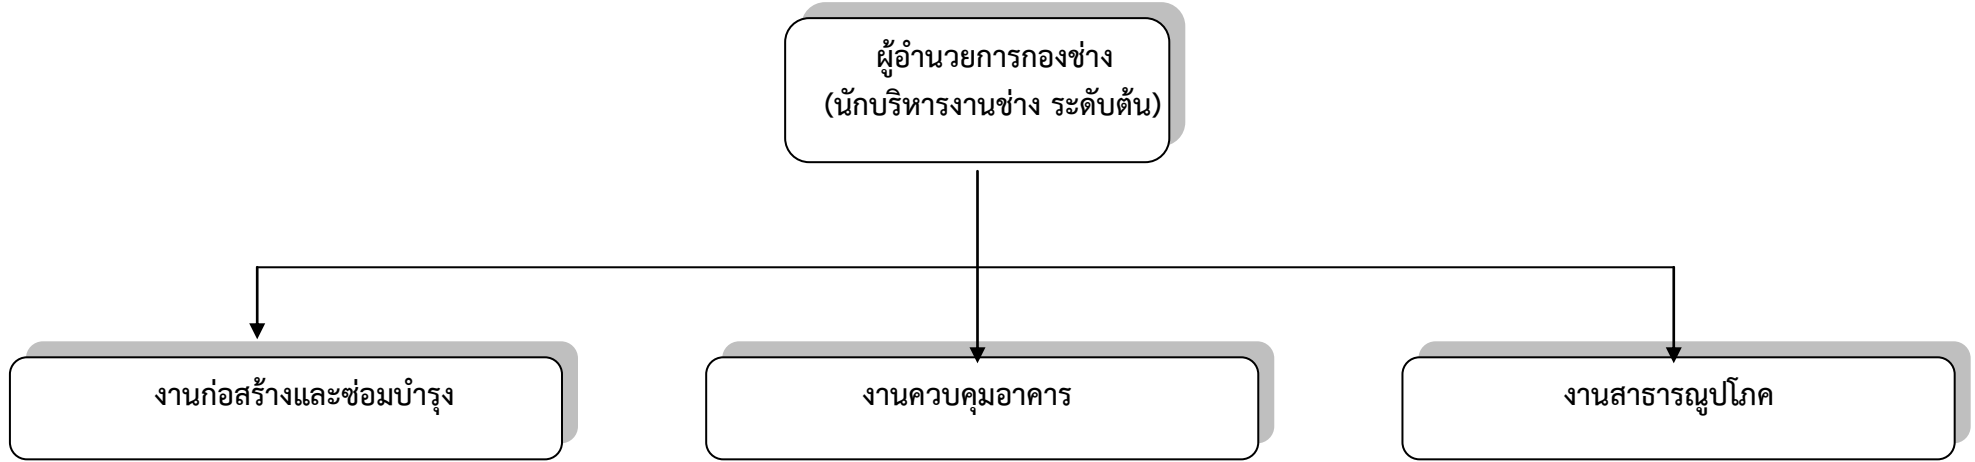 ผู้อำนวยการกองช่าง
(นักบริหารงานช่าง ระดับต้น)
งานก่อสร้างและซ่อมบำรุง
งานควบคุมอาคาร
งานสาธารณูปโภค